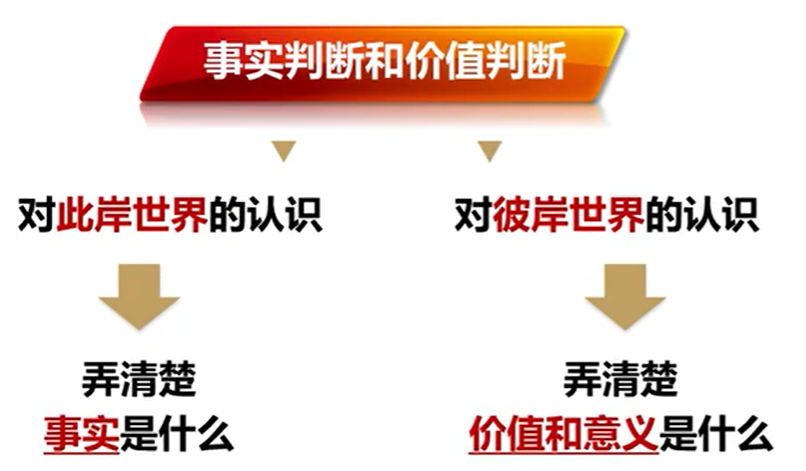 事实判断和价值判断
对此岸世界的认识
对彼岸世界的认识
弄清楚
事实是什么
弄清楚
价值和意义是什么